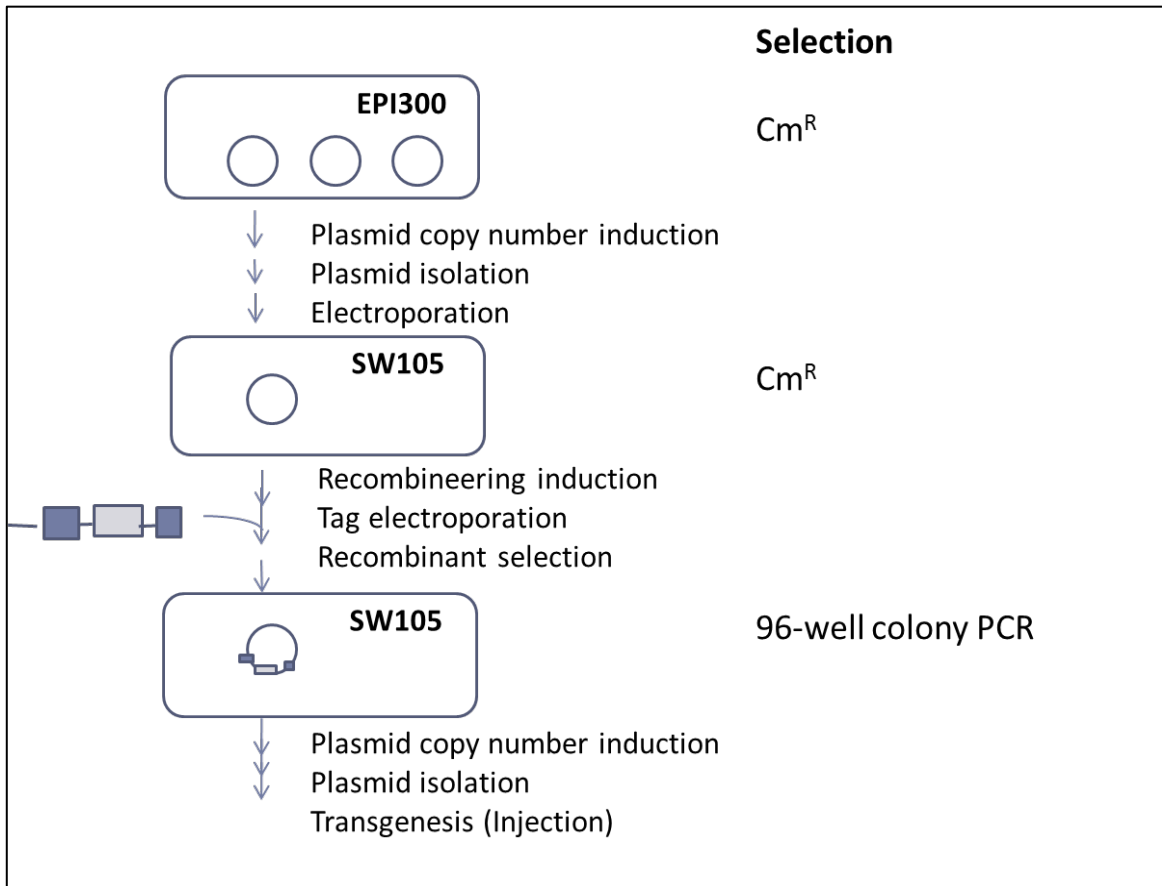 Selection
EPI300
Cm^R
Plasmid copy number induction
Plasmid isolation
Electroporation
SW105
Cm^R
Recombineering induction
Tag electroporation
Recombinant selection
SW105
96-well colony PCR
Plasmid copy number induction
Plasmid isolation
Transgenesis (Injection)